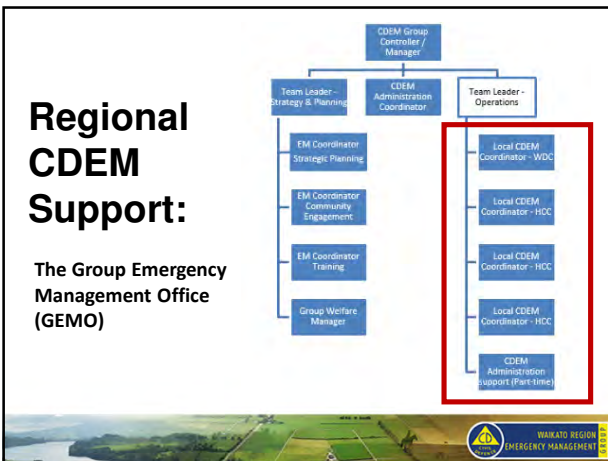 Regional
CDEM
Support:
The Group Emergency
Management Office
(GEMO)
CDEM Group
Controller /
Manager
Team Leader -
Strategy & Planning
CDEM
Administration
Coordinator
Team Leader -
Operations
EM Coordinator
Strategic Planning
EM Coordinator
Community
Engagement
EM Coordinator
Training
Group Welfare
Manager
Local CDEM
Coordinator - WDC
Local CDEM
Coordinator - HCC
Local CDEM
Coordinator - HCC
Local CDEM
Coordinator - HCC
CDEM
Administration
support (Part-time)
CIVIL
DEFENCE
WAIKATO REGION
EMERGENCY MANAGEMENT
GROUP